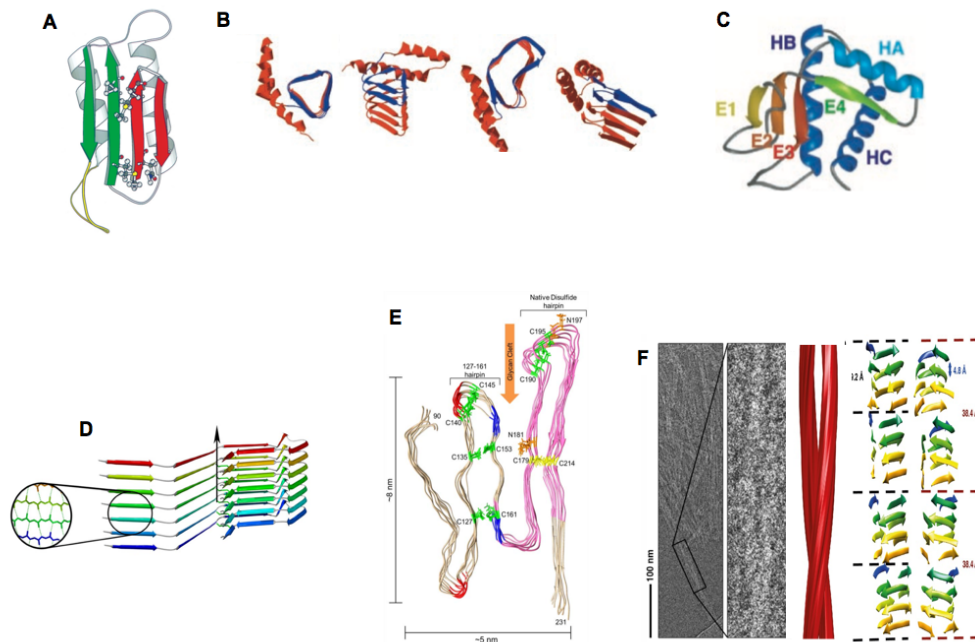 A
B
C
HB
HA
E1
E2
E3
E4
HC
D
E
Native Disulfide
hairpin
N197
C195
Glycan Cleft
C190
127-161
hairpin
C145
90
C140
N181
C153
C135
C179
C214
~8 nm
C127
C161
231
~5 nm
F
100 nm
4.8 Å
38.4
38.4